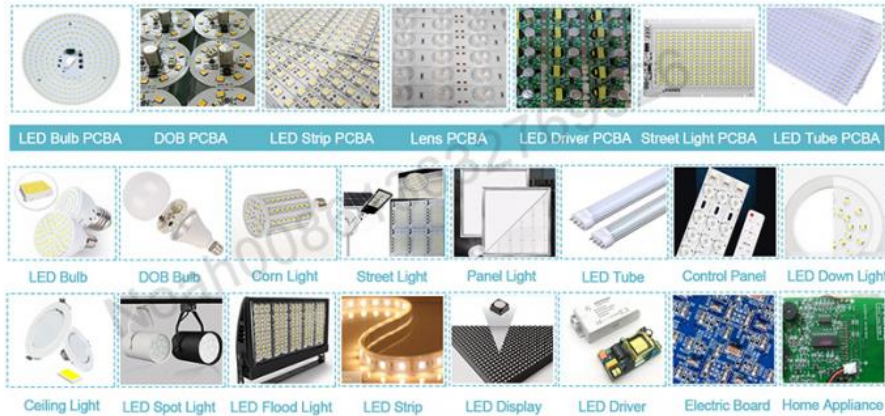 LED Bulb PCBA DOB PCBA LED Strip PCBA Lens PCBA LED Driver PCBA Street Light PCBA LED Tube PCBA
LED Bulb DOB Bulb Corn Light Street Light Panel Light LED Tube Control Panel LED Down Light
Ceiling Light LED Spot Light LED Flood Light LED Strip LED Display LED Driver Electric Board Home Appliance